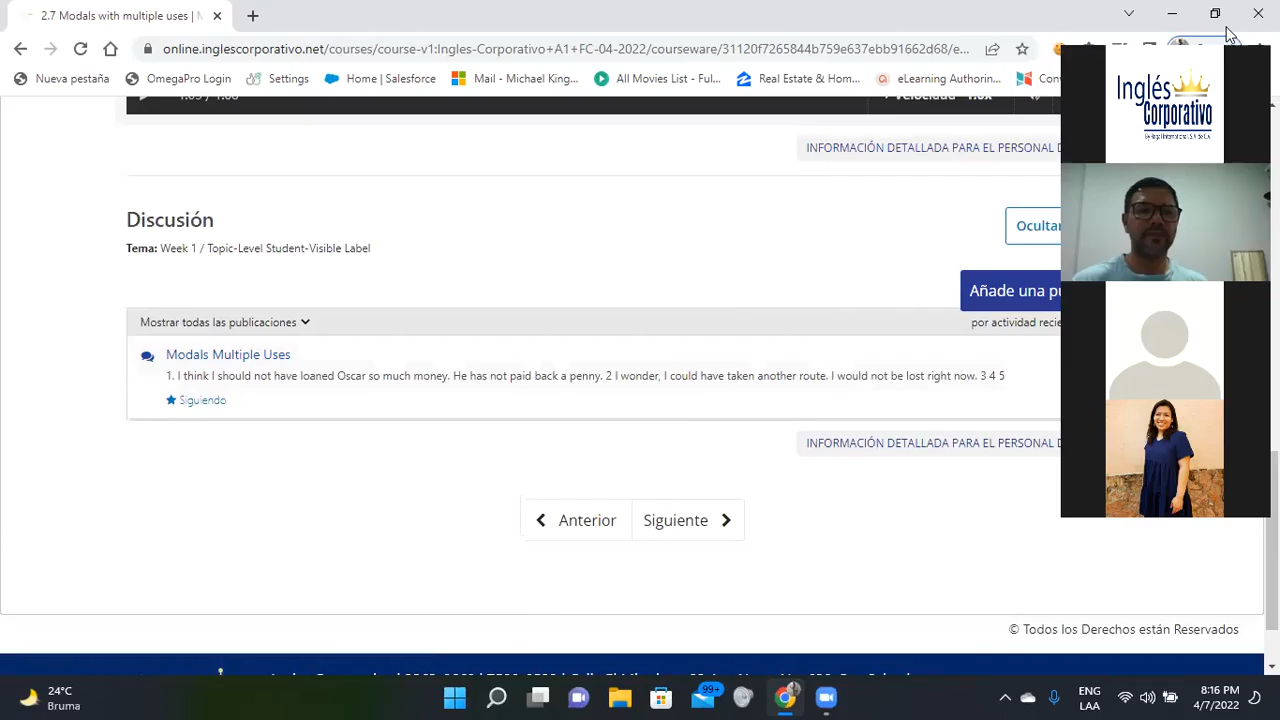 2.7 Modals with multiple uses |
online.inglescorporativo.net/courses/course-v1:Ingles-Corporativo+A1+FC-04-2022/courseware/31120f7265844b759e637ebb91662d68/e...
Nueva pestaña
OmegaPro Login
Settings
Home | Salesforce
Mail - Michael King...
All Movies List - Ful...
Real Estate & Hom...
eLearning Authorin...
Inglés
Corporativo
INFORMACIÓN DETALLADA PARA EL PERSONAL D
Discusión
Tema: Week 1 / Topic-Level Student-Visible Label
Ocultar
Añade una pu
Mostrar todas las publicaciones
por actividad recie
Modals Multiple Uses
1. I think I should not have loaned Oscar so much money. He has not paid back a penny. 2 I wonder, I could have taken another route. I would not be lost right now. 3 4 5
Siguiendo
INFORMACIÓN DETALLADA PARA EL PERSONAL D
Anterior
Siguiente
© Todos los Derechos están Reservados
24°C
Bruma
99+
ENG
LAA
8:16 PM
4/7/2022